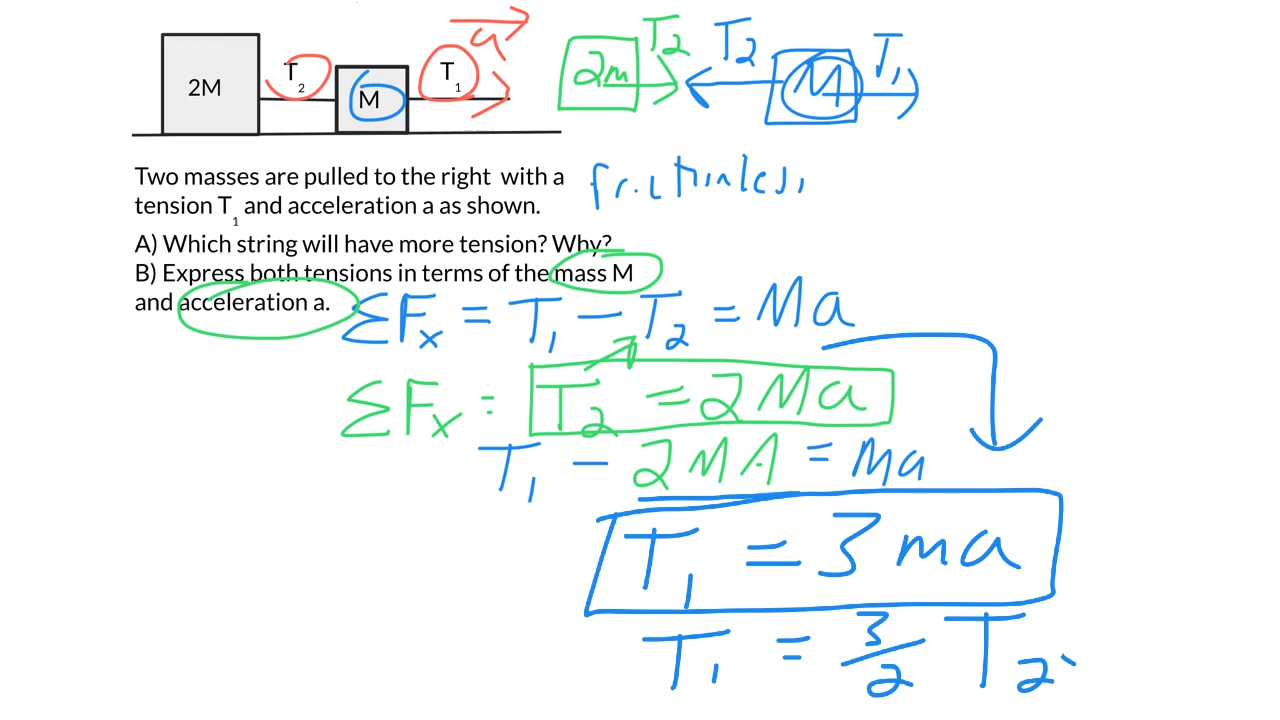 2M T2 M T1 a
2m T2 T2 M T1
Two masses are pulled to the right with a
tension T1 and acceleration a as shown.
frictionless
A) Which string will have more tension? Why?
B) Express both tensions in terms of the mass M
and acceleration a.
ΣFx = T1 - T2 = Ma
ΣFx = T2 = 2Ma
T1 - 2MA = Ma
T1 = 3ma
T1 = 3/2 T2